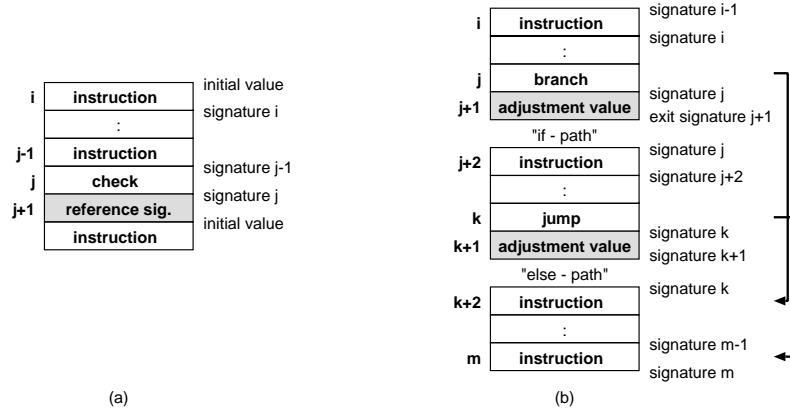 initial value
i instruction
signature i
:
j-1 instruction
signature j-1
j check
signature j
j+1 reference sig.
initial value
instruction
(a)
signature i-1
i instruction
signature i
:
j branch
signature j
j+1 adjustment value
exit signature j+1
"if - path"
signature j
j+2 instruction
signature j+2
:
k jump
signature k
k+1 adjustment value
signature k+1
"else - path"
signature k
k+2 instruction
:
signature m-1
m instruction
signature m
(b)